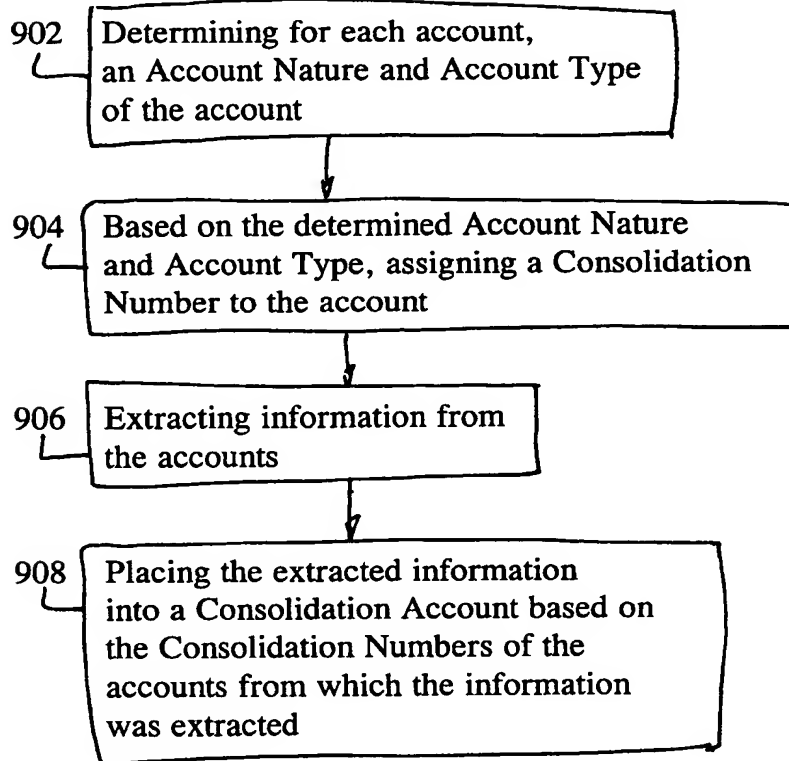 902
Determining for each account,
an Account Nature and Account Type
of the account
904
Based on the determined Account Nature
and Account Type, assigning a Consolidation
Number to the account
906
Extracting information from
the accounts
908
Placing the extracted information
into a Consolidation Account based on
the Consolidation Numbers of the
accounts from which the information
was extracted